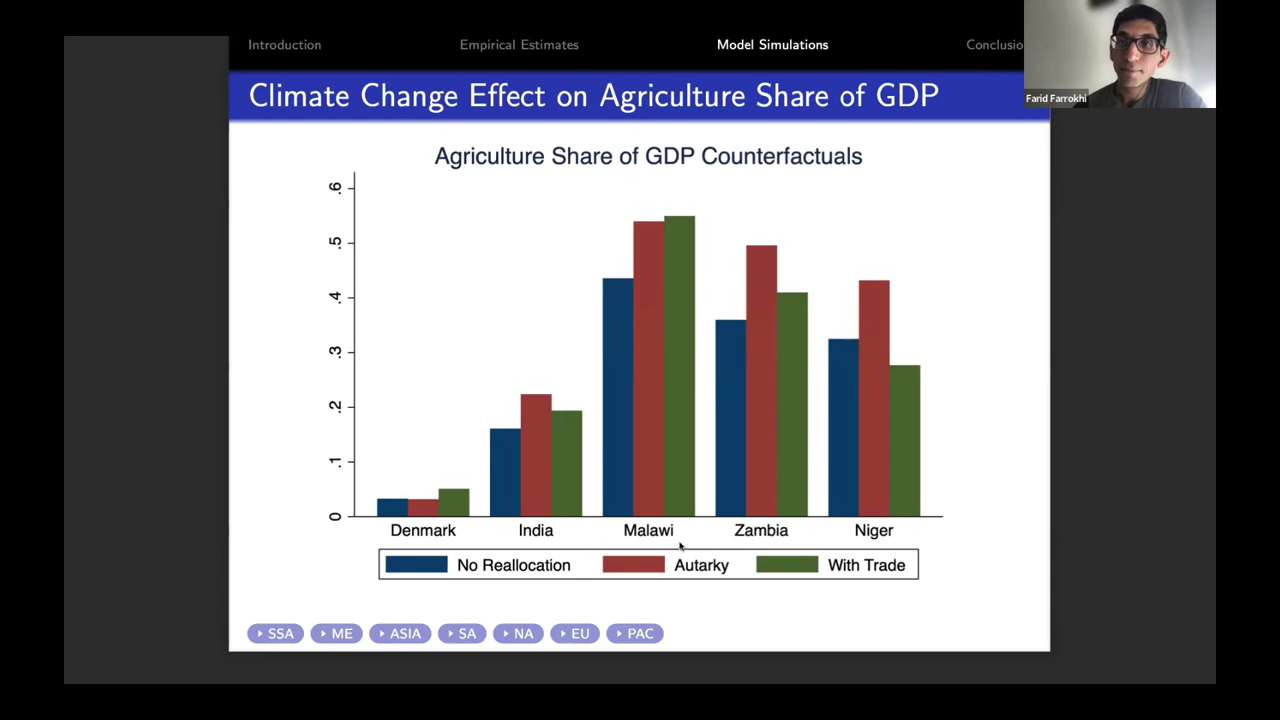 Introduction Empirical Estimates Model Simulations Conclusio
Farid Farrokhi
Climate Change Effect on Agriculture Share of GDP
Agriculture Share of GDP Counterfactuals
.6
.5
.4
.3
.2
.1
0
Denmark India Malawi Zambia Niger
No Reallocation Autarky With Trade
SSA ME ASIA SA NA EU PAC